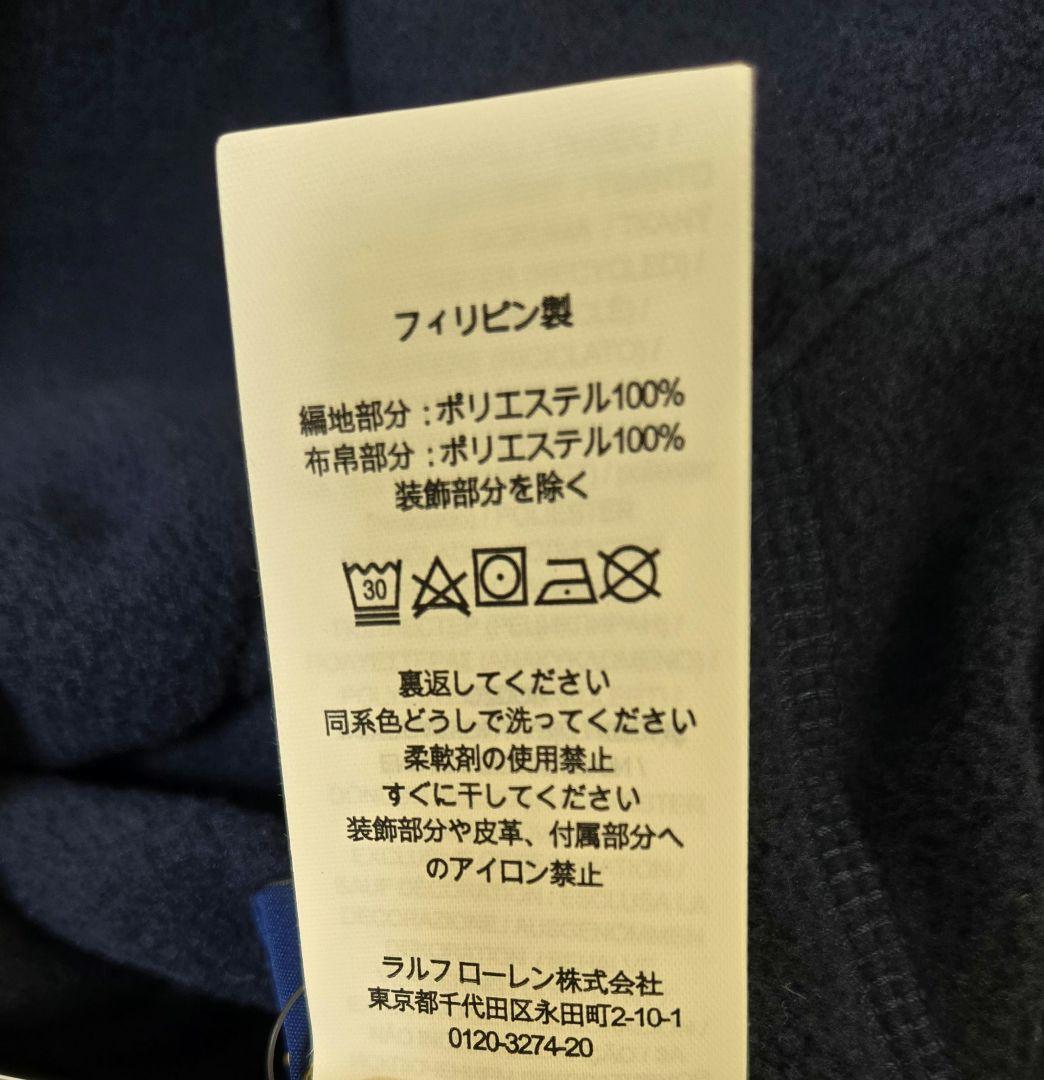 フィリピン製
編地部分 : ポリエステル100%
布帛部分 : ポリエステル100%
装飾部分を除く
30
裏返してください
同系色どうしで洗ってください
柔軟剤の使用禁止
すぐに干してください
装飾部分や皮革、付属部分へ
のアイロン禁止
ラルフ ローレン株式会社
東京都千代田区永田町2-10-1
0120-3274-20